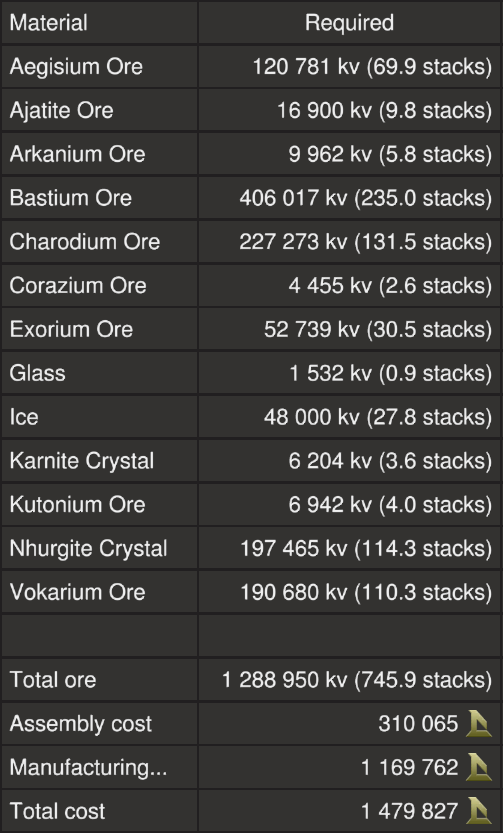 Material Required
Aegisium Ore 120 781 kv (69.9 stacks)
Ajatite Ore 16 900 kv (9.8 stacks)
Arkanium Ore 9 962 kv (5.8 stacks)
Bastium Ore 406 017 kv (235.0 stacks)
Charodium Ore 227 273 kv (131.5 stacks)
Corazium Ore 4 455 kv (2.6 stacks)
Exorium Ore 52 739 kv (30.5 stacks)
Glass 1 532 kv (0.9 stacks)
Ice 48 000 kv (27.8 stacks)
Karnite Crystal 6 204 kv (3.6 stacks)
Kutonium Ore 6 942 kv (4.0 stacks)
Nhurgite Crystal 197 465 kv (114.3 stacks)
Vokarium Ore 190 680 kv (110.3 stacks)
Total ore 1 288 950 kv (745.9 stacks)
Assembly cost 310 065
Manufacturing... 1 169 762
Total cost 1 479 827